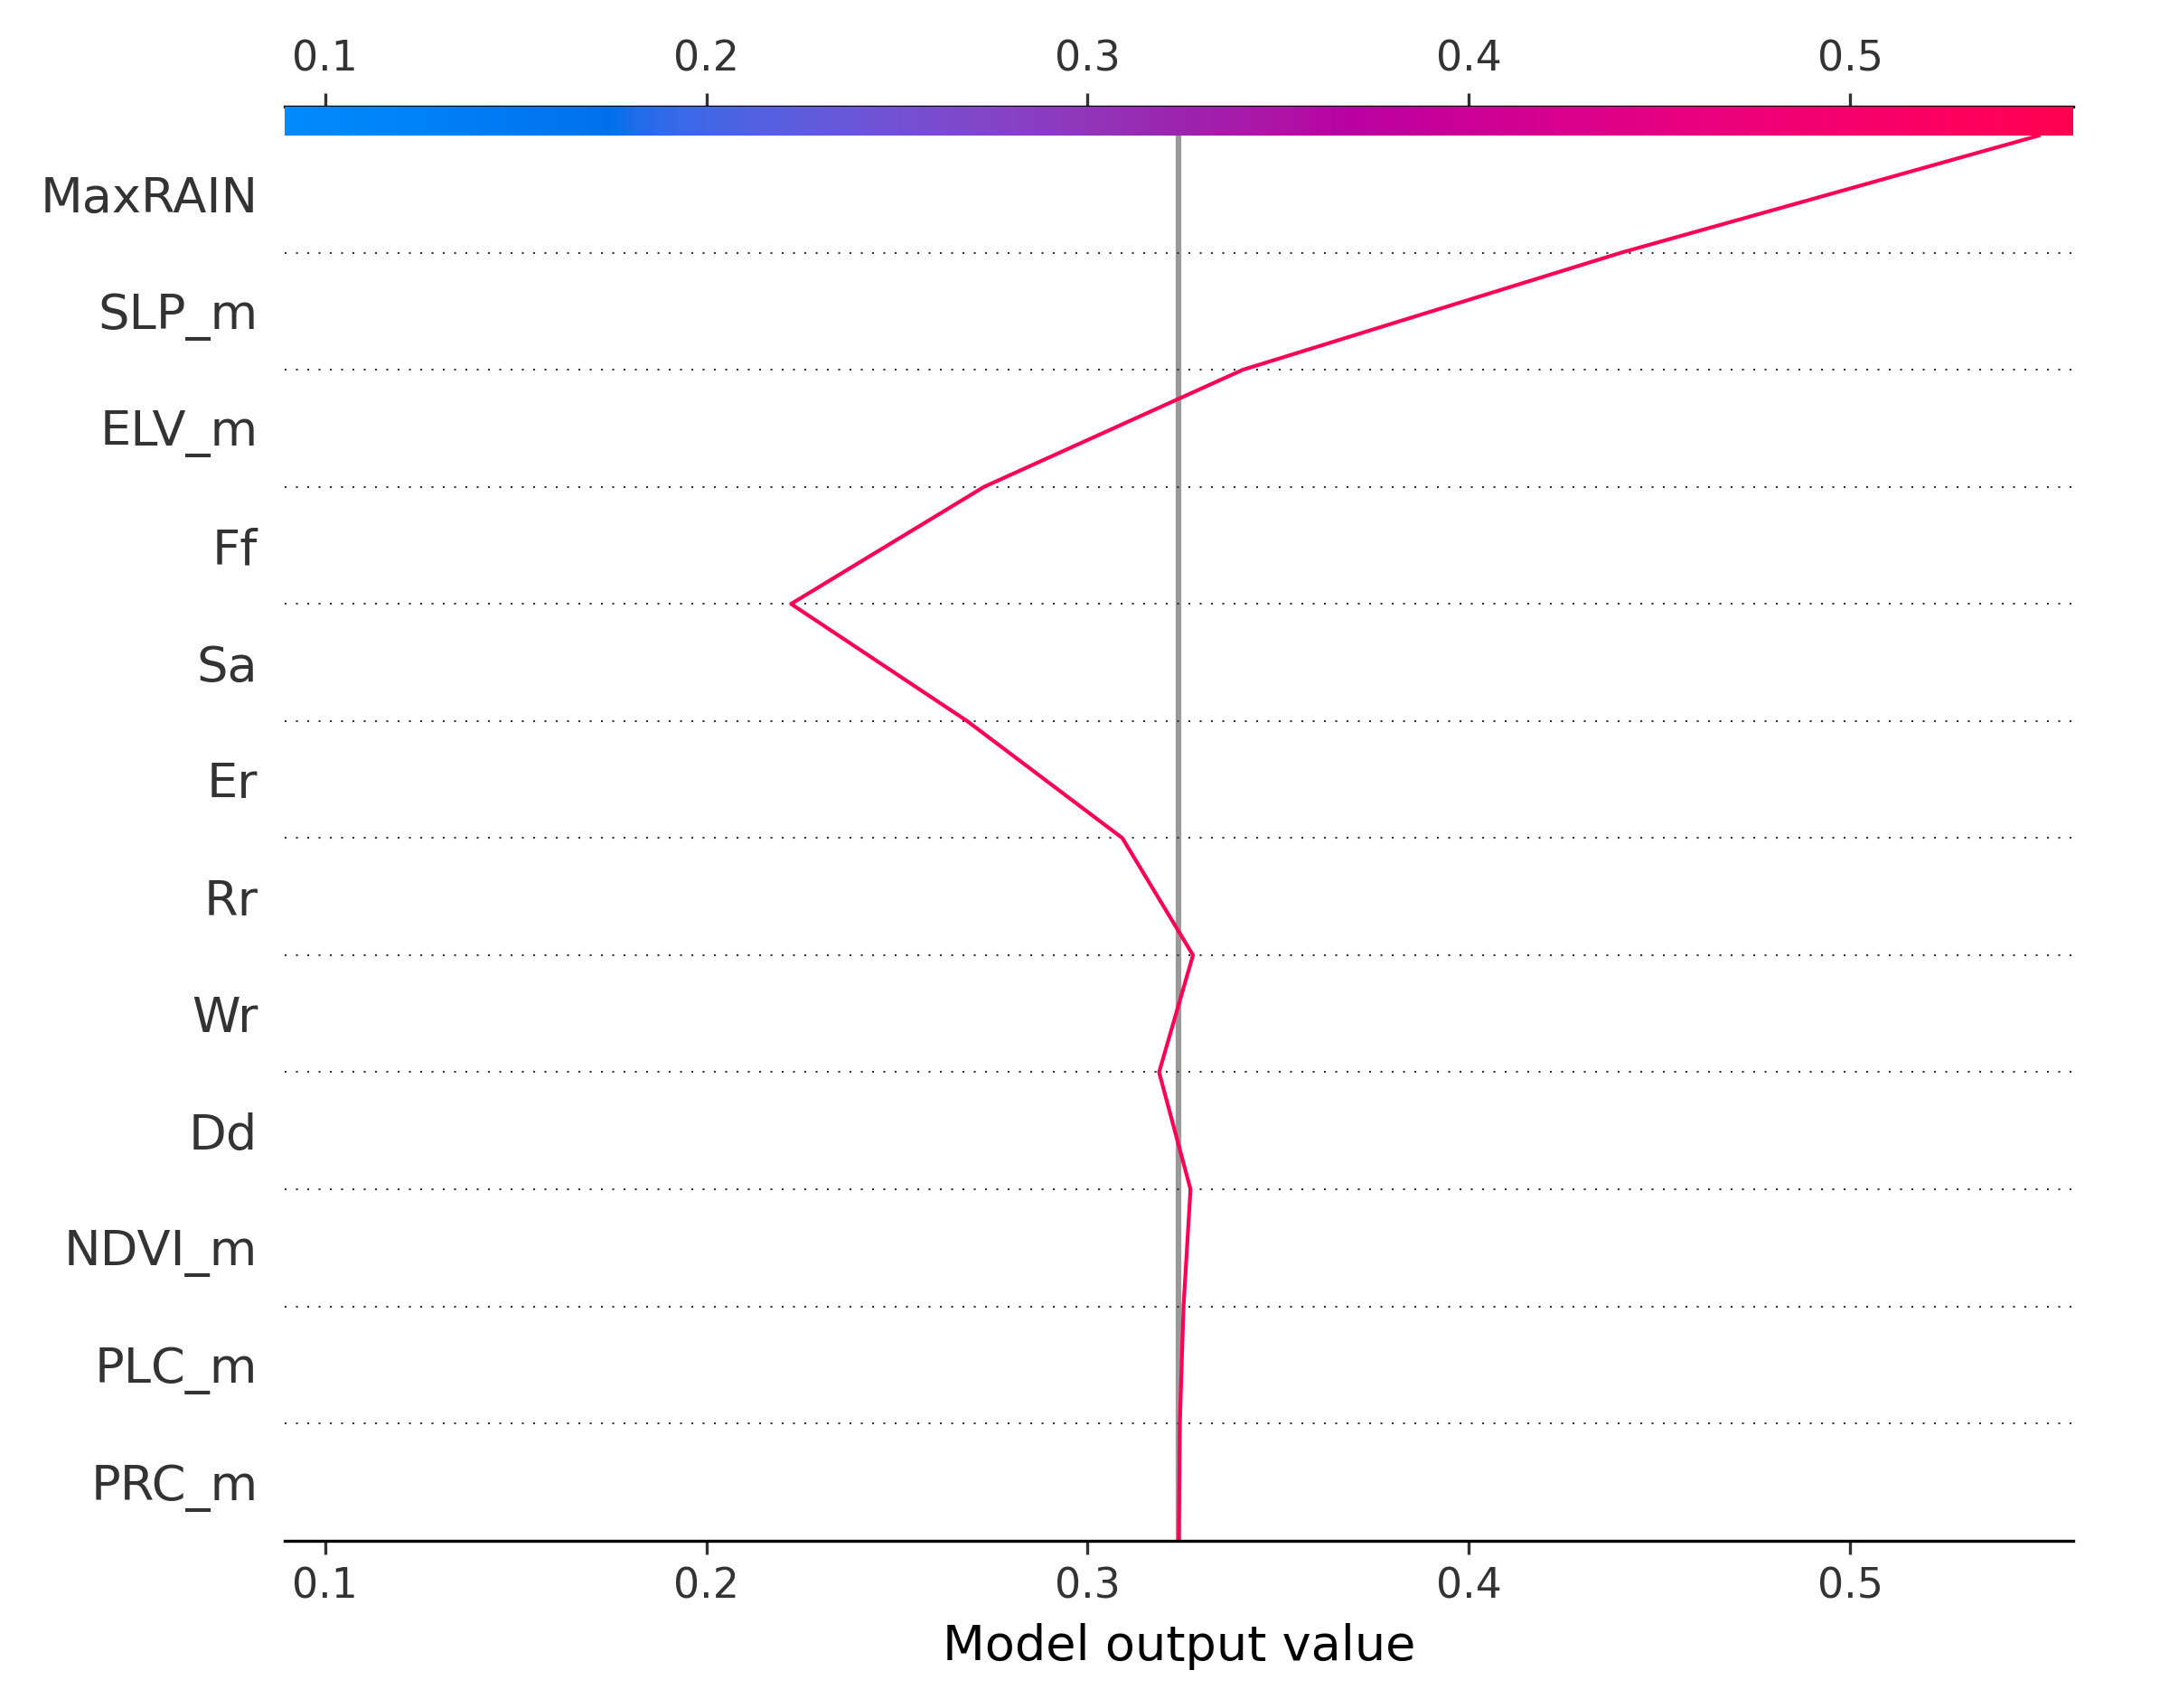 0.1 0.2 0.3 0.4 0.5
MaxRAIN
SLP_m
ELV_m
Ff
Sa
Er
Rr
Wr
Dd
NDVI_m
PLC_m
PRC_m
0.1 0.2 0.3 0.4 0.5
Model output value